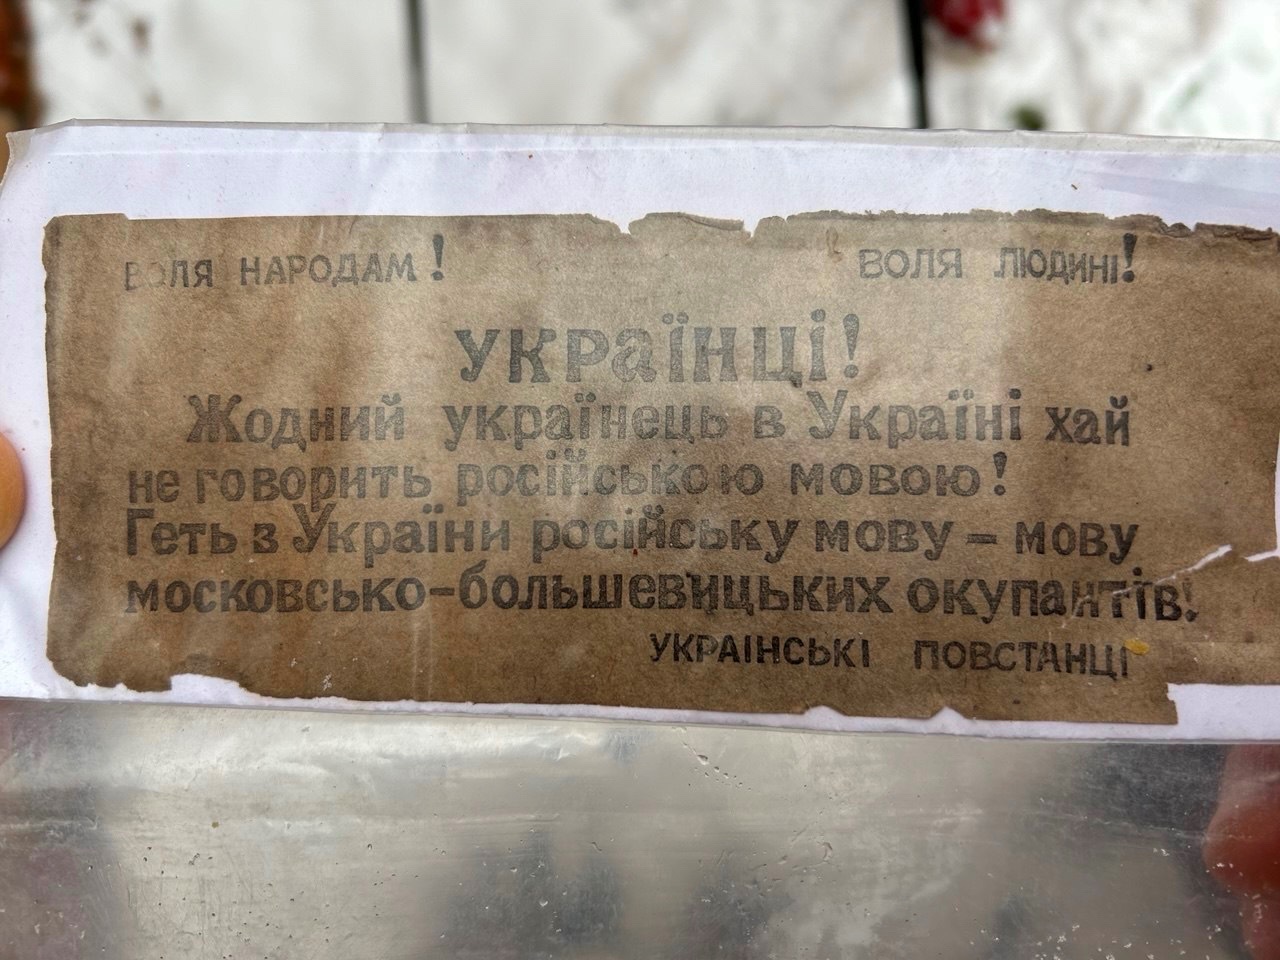 ВОЛЯ НАРОДАМ! ВОЛЯ ЛЮДИНІ!
УКРАЇНЦІ!
Жодний українець в Україні хай
не говорить російською мовою!
Геть з України російську мову – мову
московсько-большевицьких окупантів!
УКРАІНСЬКІ ПОВСТАНЦІ